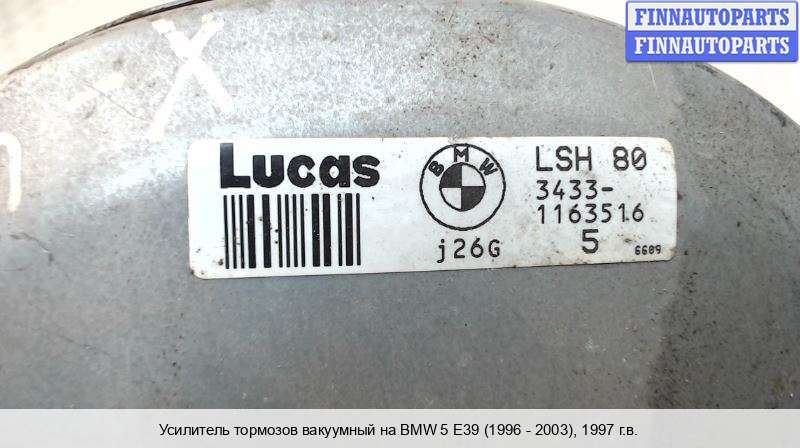 FINNAUTOPARTS
FINNAUTOPARTS
X
Lucas
BMW
LSH 80
3433-
1163516
j26G
5
6609
Усилитель тормозов вакуумный на BMW 5 E39 (1996 - 2003), 1997 г.в.